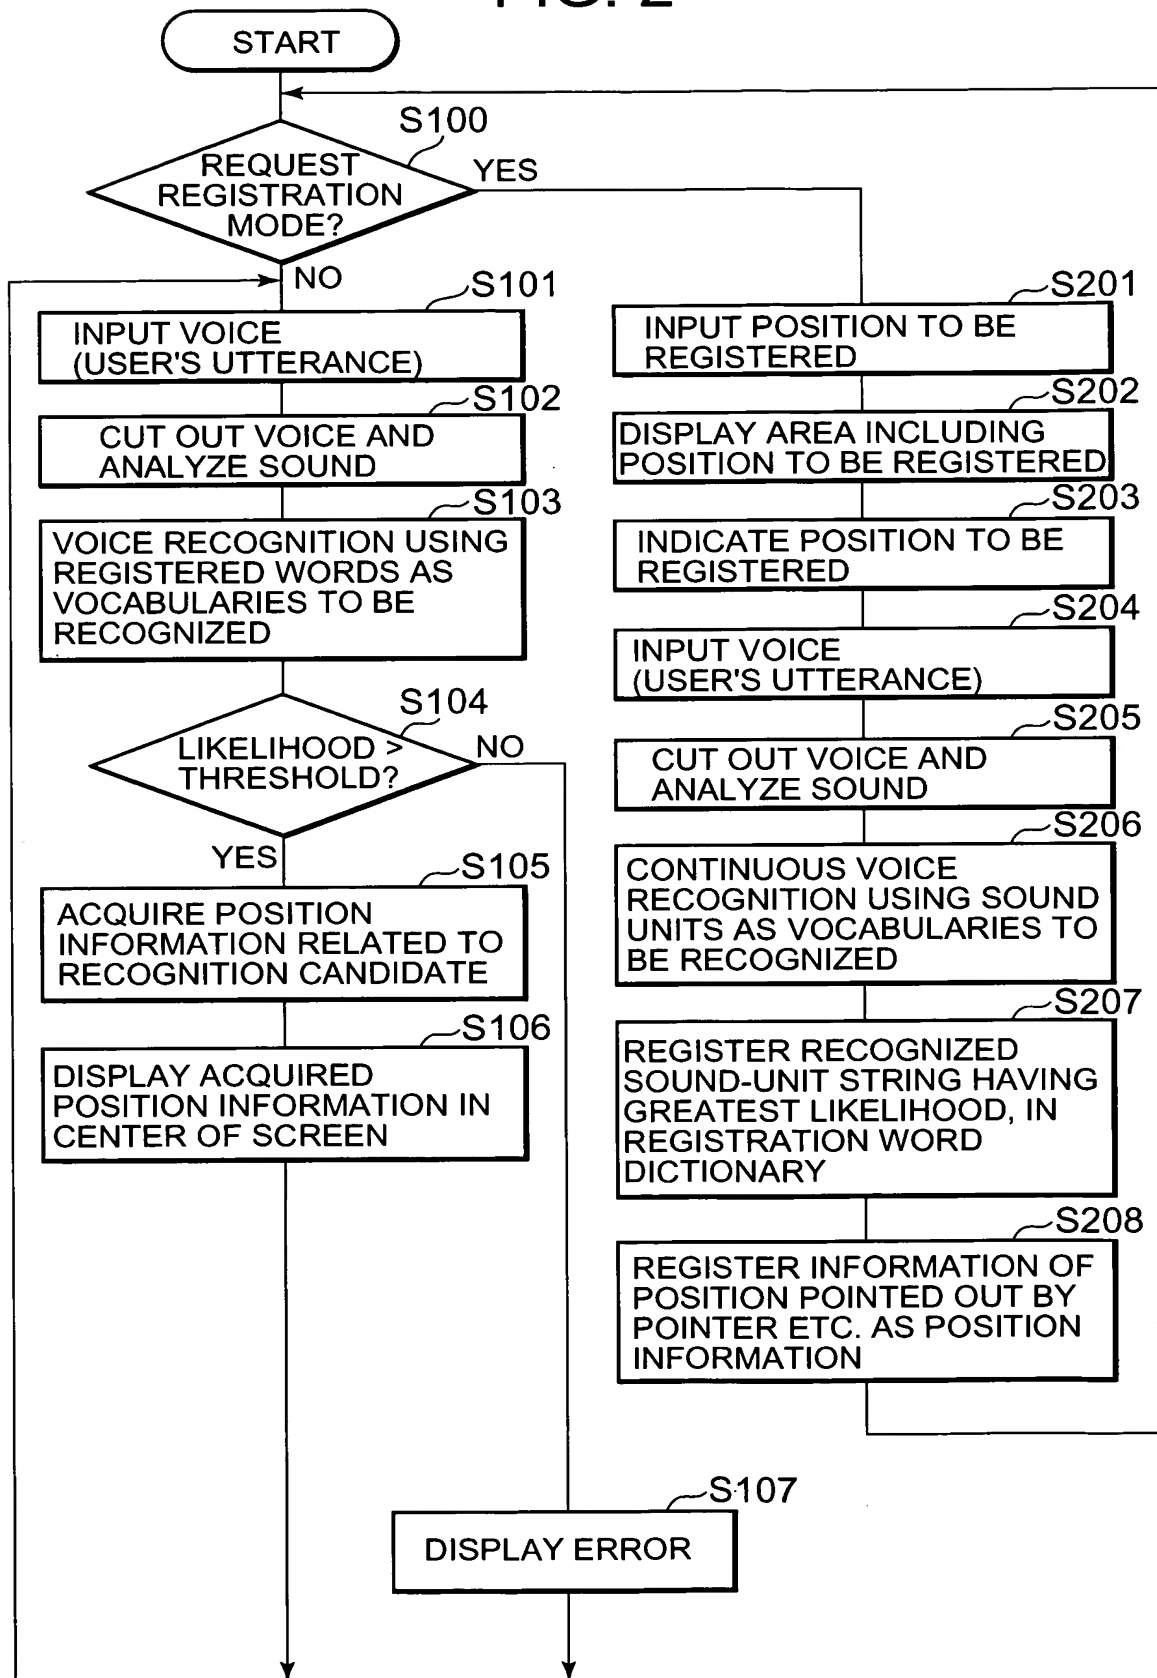 FIG. 2
START
S100
REQUEST
REGISTRATION
MODE?
YES
NO
S101
INPUT VOICE
(USER'S UTTERANCE)
S102
CUT OUT VOICE AND
ANALYZE SOUND
S103
VOICE RECOGNITION USING
REGISTERED WORDS AS
VOCABULARIES TO BE
RECOGNIZED
S104
LIKELIHOOD >
THRESHOLD?
NO
YES
S105
ACQUIRE POSITION
INFORMATION RELATED TO
RECOGNITION CANDIDATE
S106
DISPLAY ACQUIRED
POSITION INFORMATION IN
CENTER OF SCREEN
S107
DISPLAY ERROR
S201
INPUT POSITION TO BE
REGISTERED
S202
DISPLAY AREA INCLUDING
POSITION TO BE REGISTERED
S203
INDICATE POSITION TO BE
REGISTERED
S204
INPUT VOICE
(USER'S UTTERANCE)
S205
CUT OUT VOICE AND
ANALYZE SOUND
S206
CONTINUOUS VOICE
RECOGNITION USING SOUND
UNITS AS VOCABULARIES TO
BE RECOGNIZED
S207
REGISTER RECOGNIZED
SOUND-UNIT STRING HAVING
GREATEST LIKELIHOOD, IN
REGISTRATION WORD
DICTIONARY
S208
REGISTER INFORMATION OF
POSITION POINTED OUT BY
POINTER ETC. AS POSITION
INFORMATION